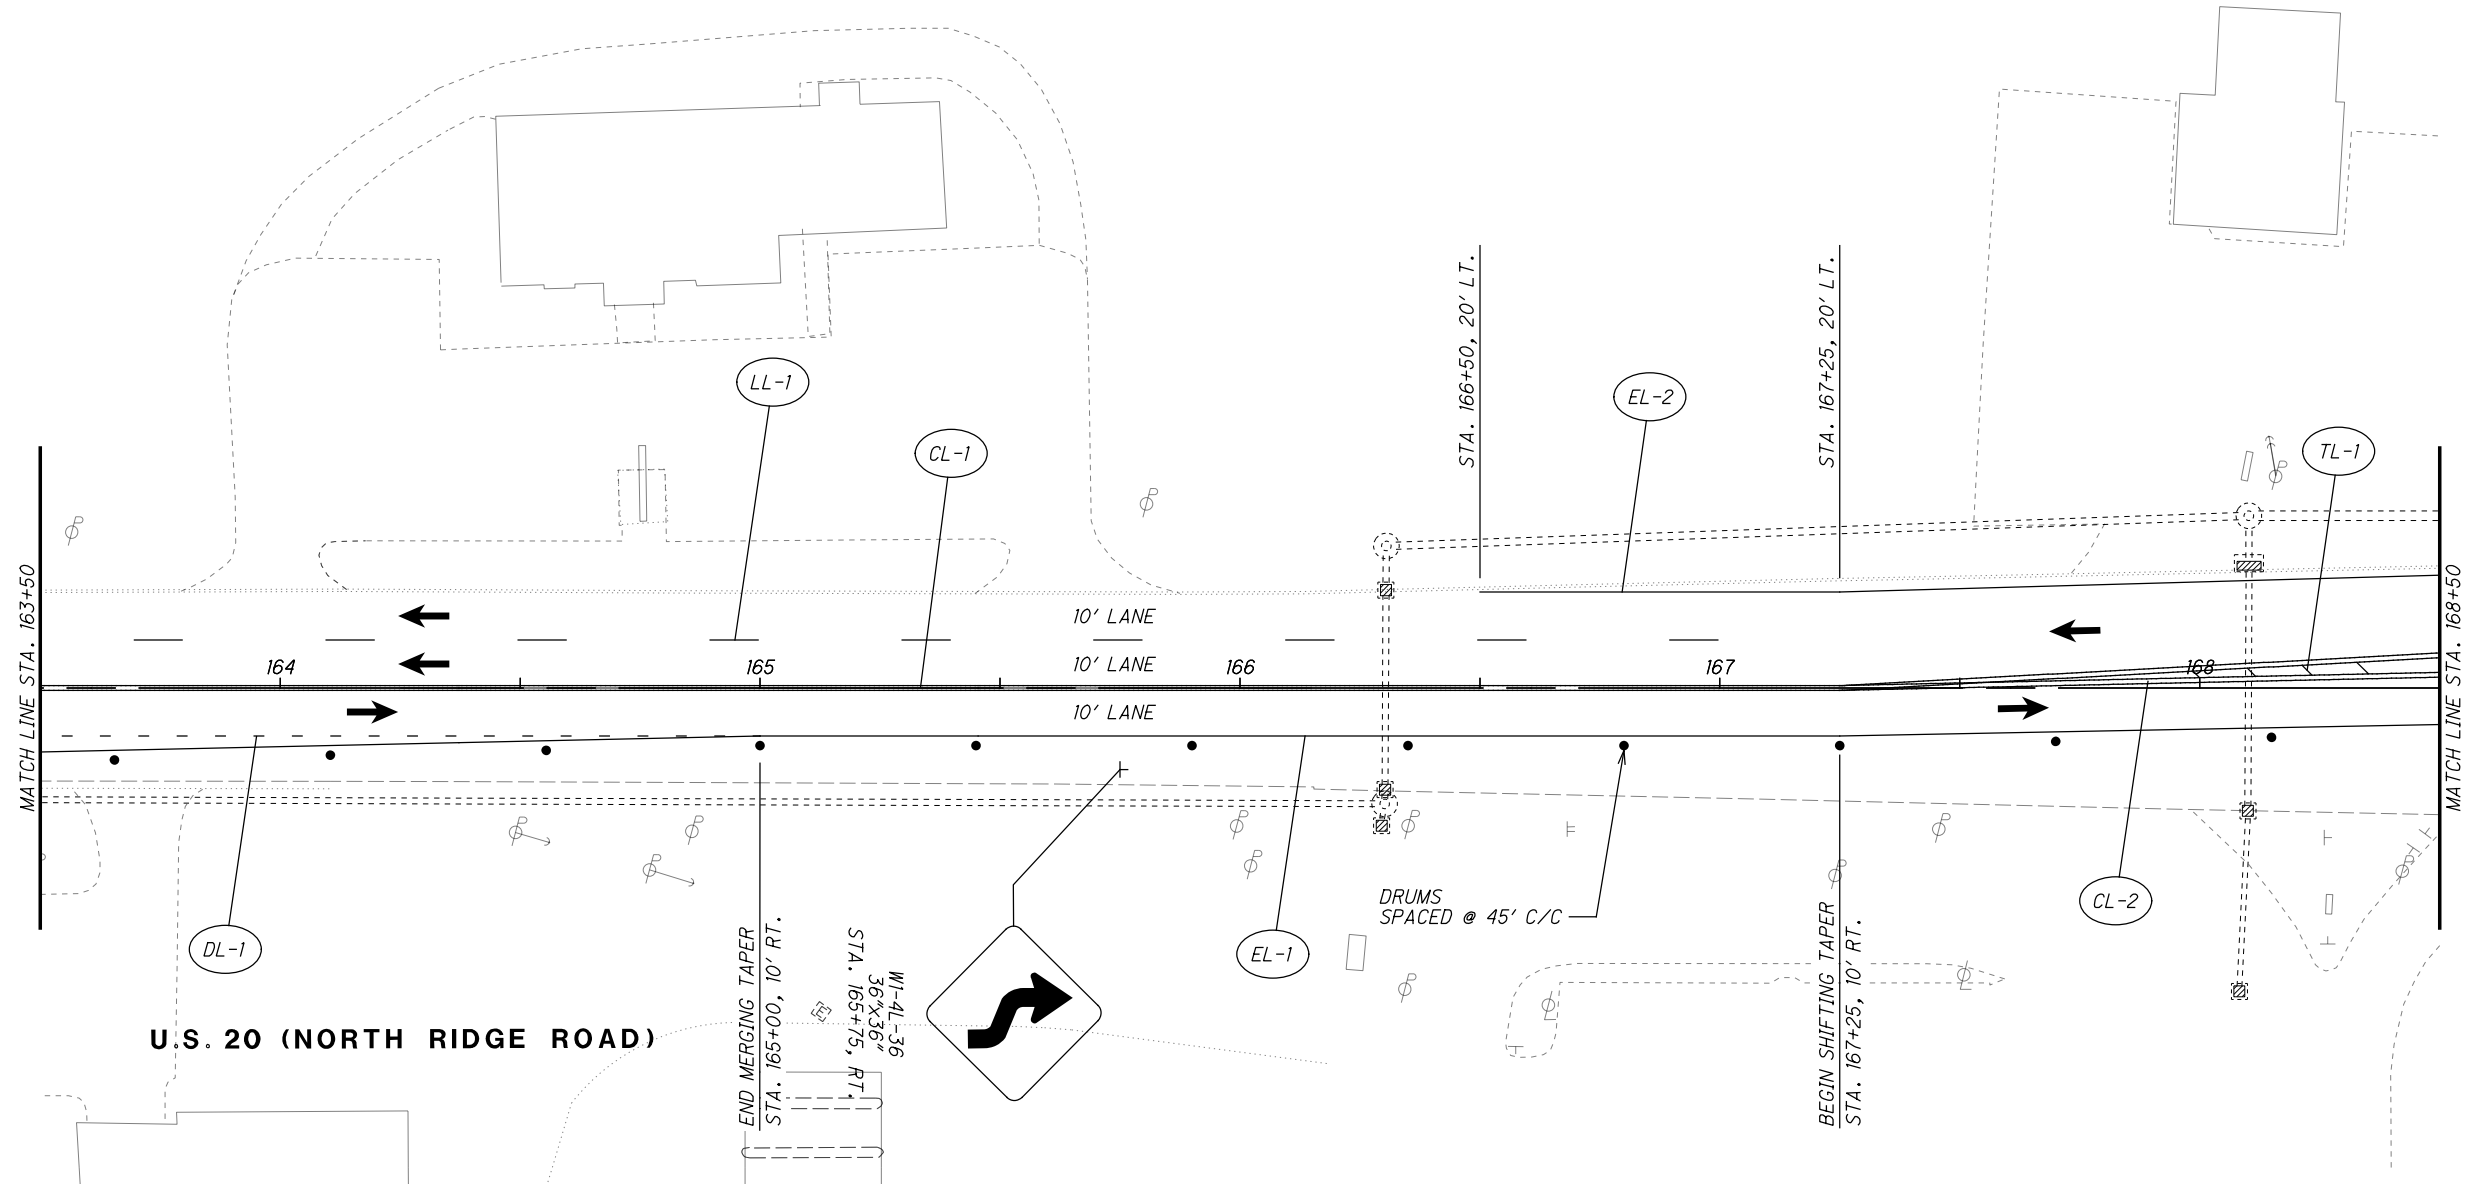 LL-1
CL-1
STA. 166+50, 20' LT.
STA. 167+25, 20' LT.
EL-2
TL-1
MATCH LINE STA. 163+50
MATCH LINE STA. 168+50
10' LANE
10' LANE
164
165
166
167
168
10' LANE
DL-1
END MERGING TAPER
STA. 165+00, 10' RT.
W1-4L-36
36"x36"
STA. 165+75, RT.
EL-1
DRUMS
SPACED @ 45' C/C
BEGIN SHIFTING TAPER
STA. 167+25, 10' RT.
CL-2
U.S. 20 (NORTH RIDGE ROAD)
E
P
P
P
P
P
P
P
P
P
P
P
P
P